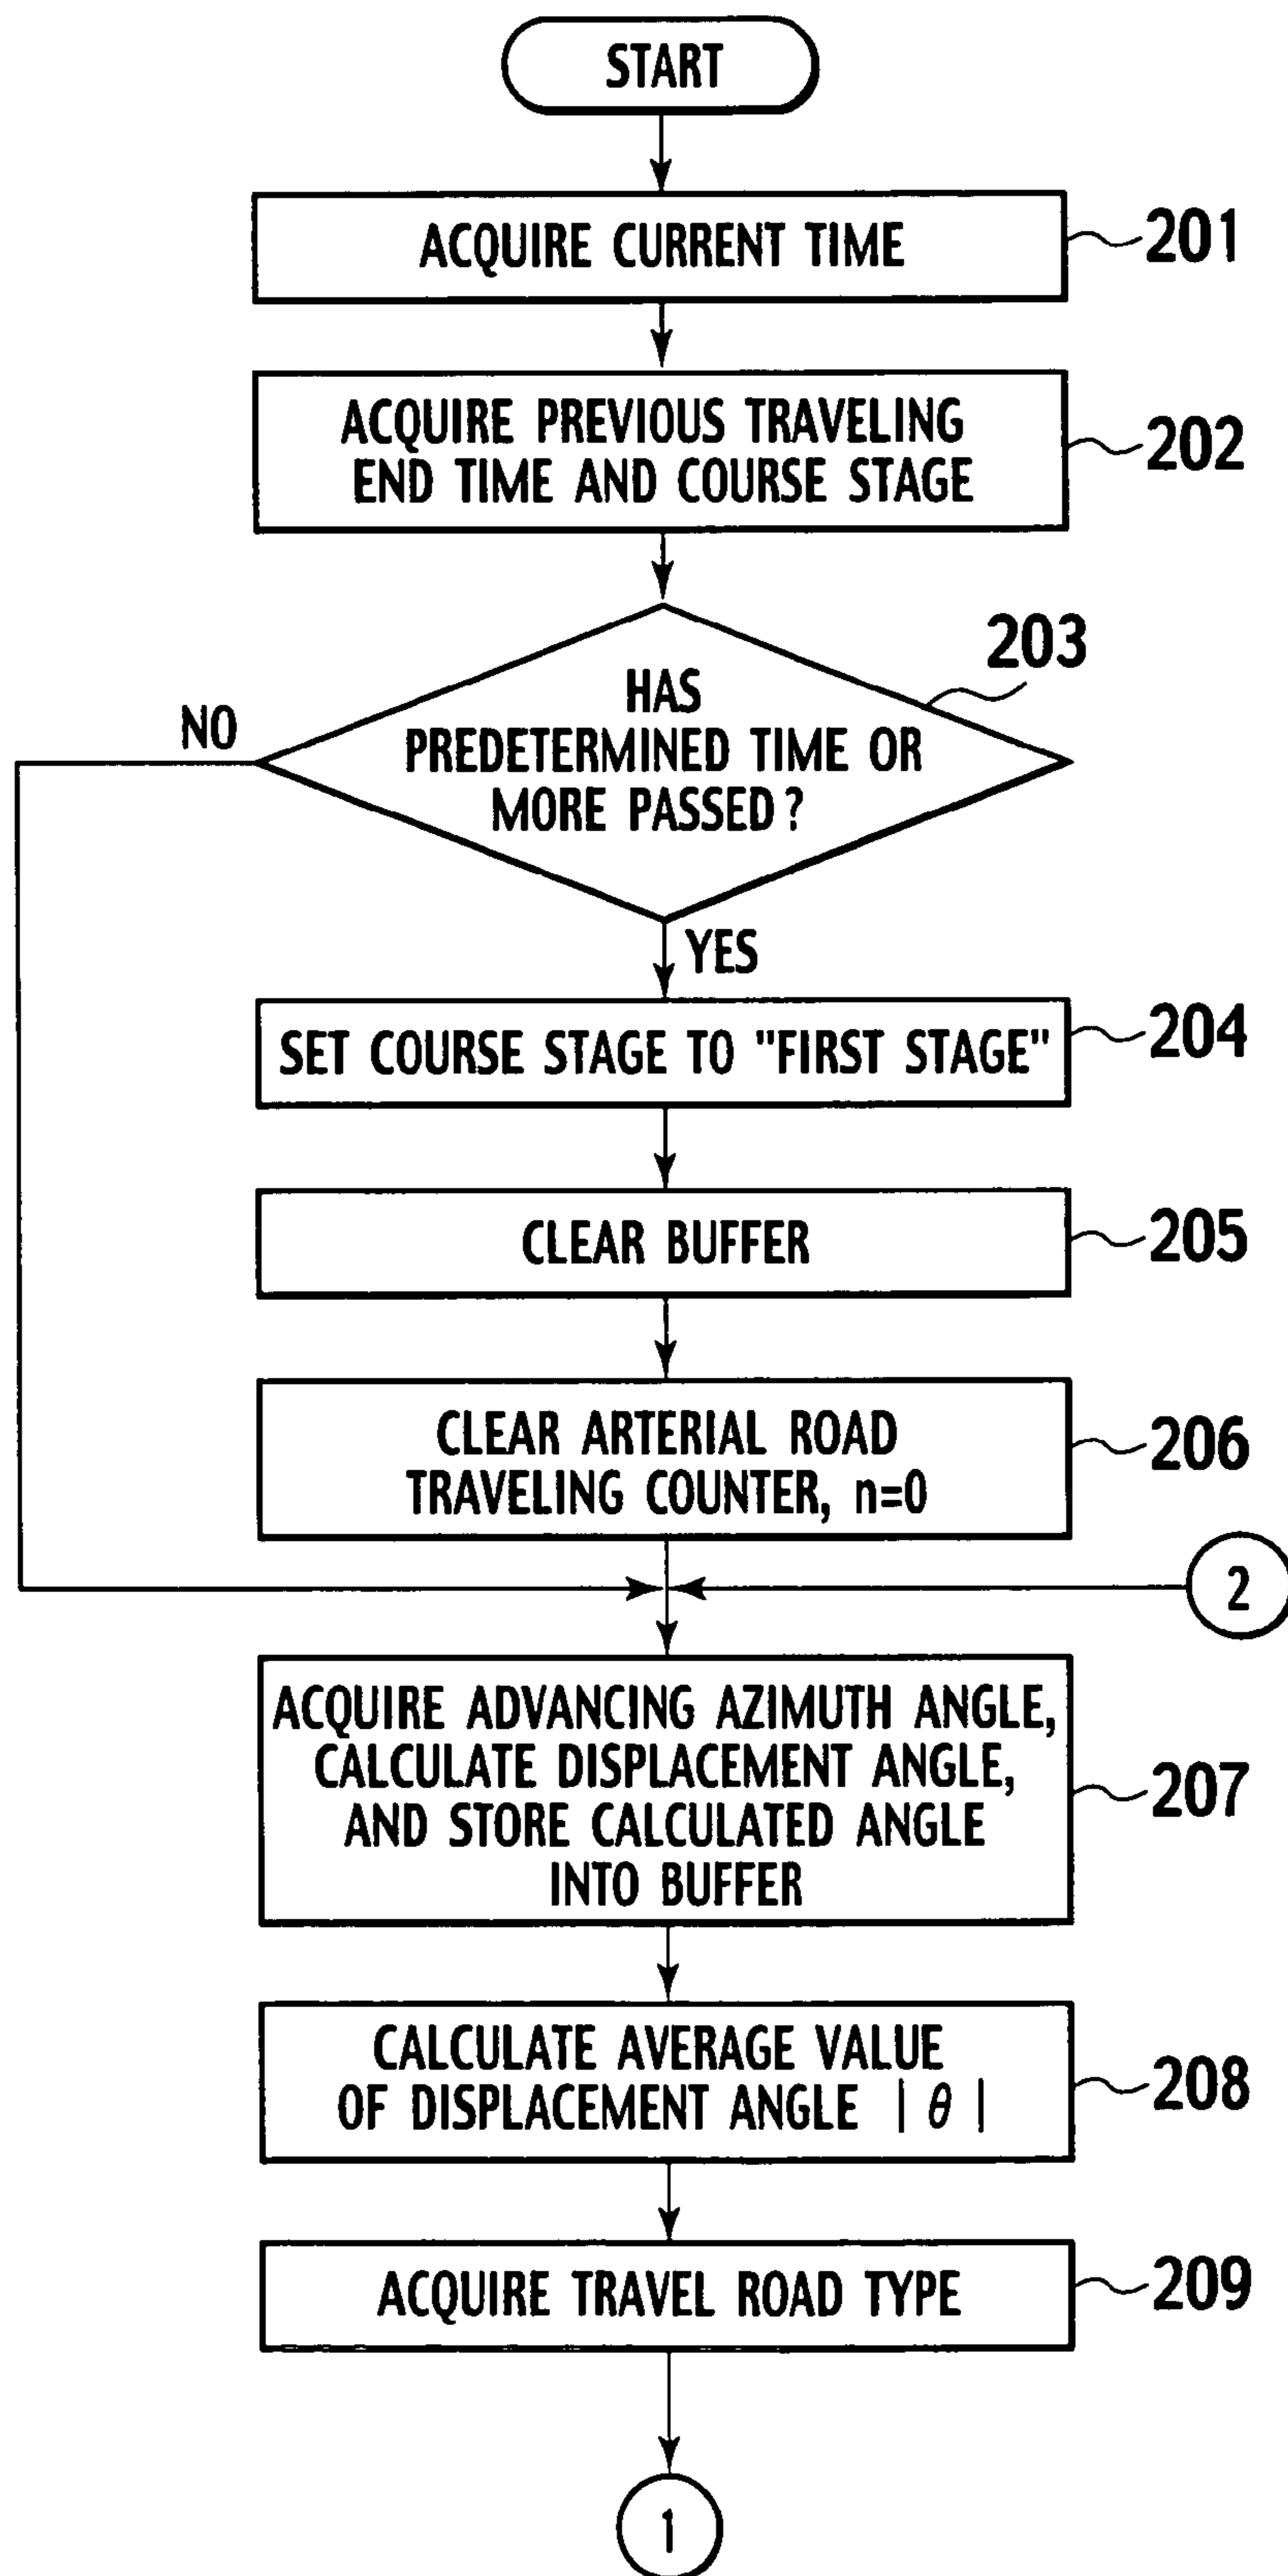 START
ACQUIRE CURRENT TIME
201
ACQUIRE PREVIOUS TRAVELING
END TIME AND COURSE STAGE
202
203
HAS
PREDETERMINED TIME OR
MORE PASSED?
NO
YES
SET COURSE STAGE TO "FIRST STAGE"
204
CLEAR BUFFER
205
CLEAR ARTERIAL ROAD
TRAVELING COUNTER, n=0
206
2
ACQUIRE ADVANCING AZIMUTH ANGLE,
CALCULATE DISPLACEMENT ANGLE,
AND STORE CALCULATED ANGLE
INTO BUFFER
207
CALCULATE AVERAGE VALUE
OF DISPLACEMENT ANGLE |θ|
208
ACQUIRE TRAVEL ROAD TYPE
209
1